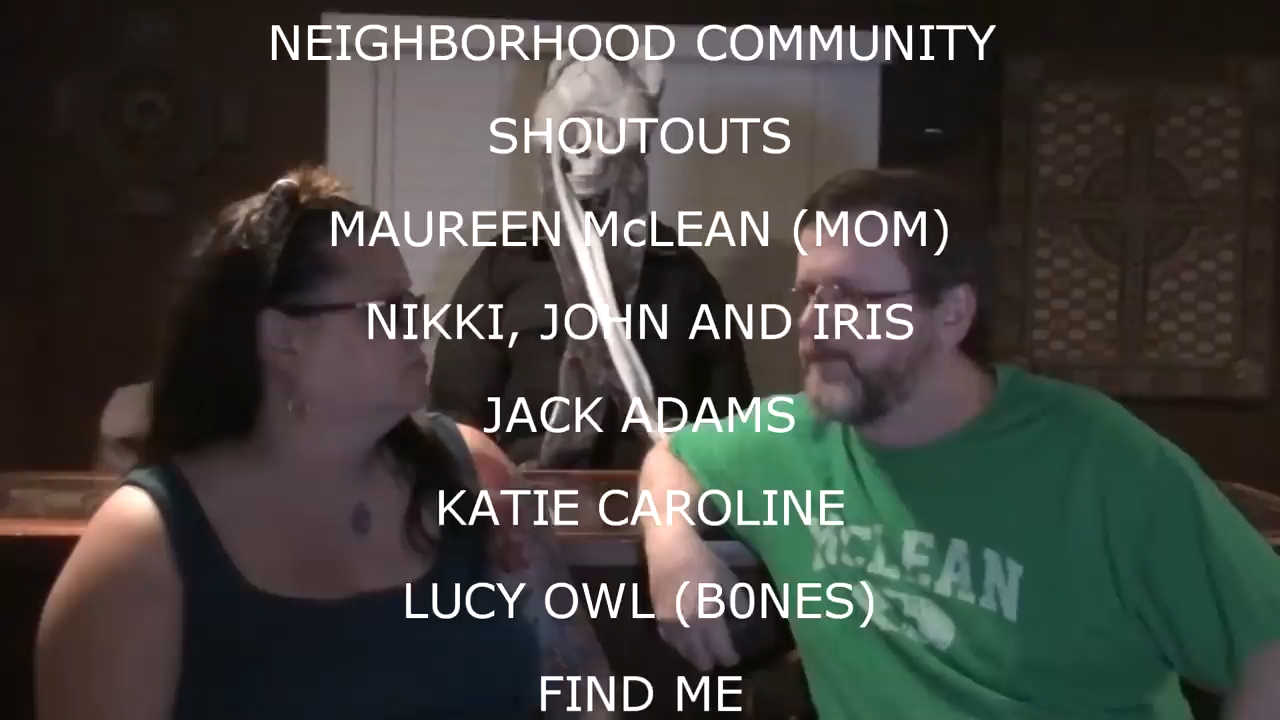 NEIGHBORHOOD COMMUNITY
SHOUTOUTS
MAUREEN McLEAN (MOM)
NIKKI, JOHN AND IRIS
JACK ADAMS
KATIE CAROLINE
MCLEAN
LUCY OWL (B0NES)
FIND ME